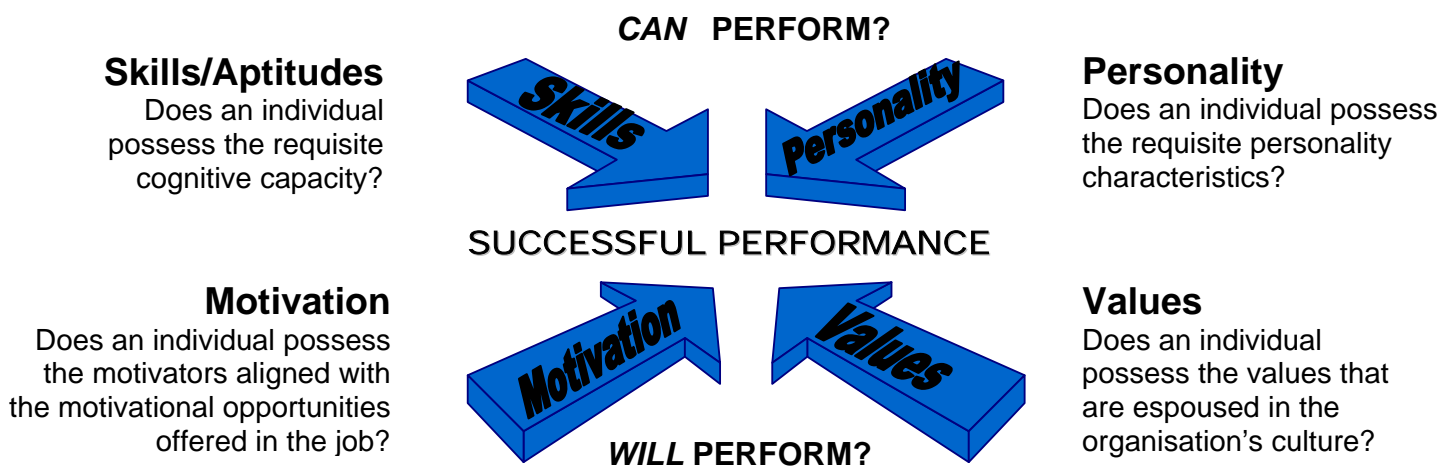 CAN PERFORM?
Skills/Aptitudes
Does an individual
possess the requisite
cognitive capacity?
Skills
Personality
Personality
Does an individual possess
the requisite personality
characteristics?
SUCCESSFUL PERFORMANCE
Motivation
Does an individual possess
the motivators aligned with
the motivational opportunities
offered in the job?
Motivation
Values
Values
Does an individual
possess the values that
are espoused in the
organisation's culture?
WILL PERFORM?